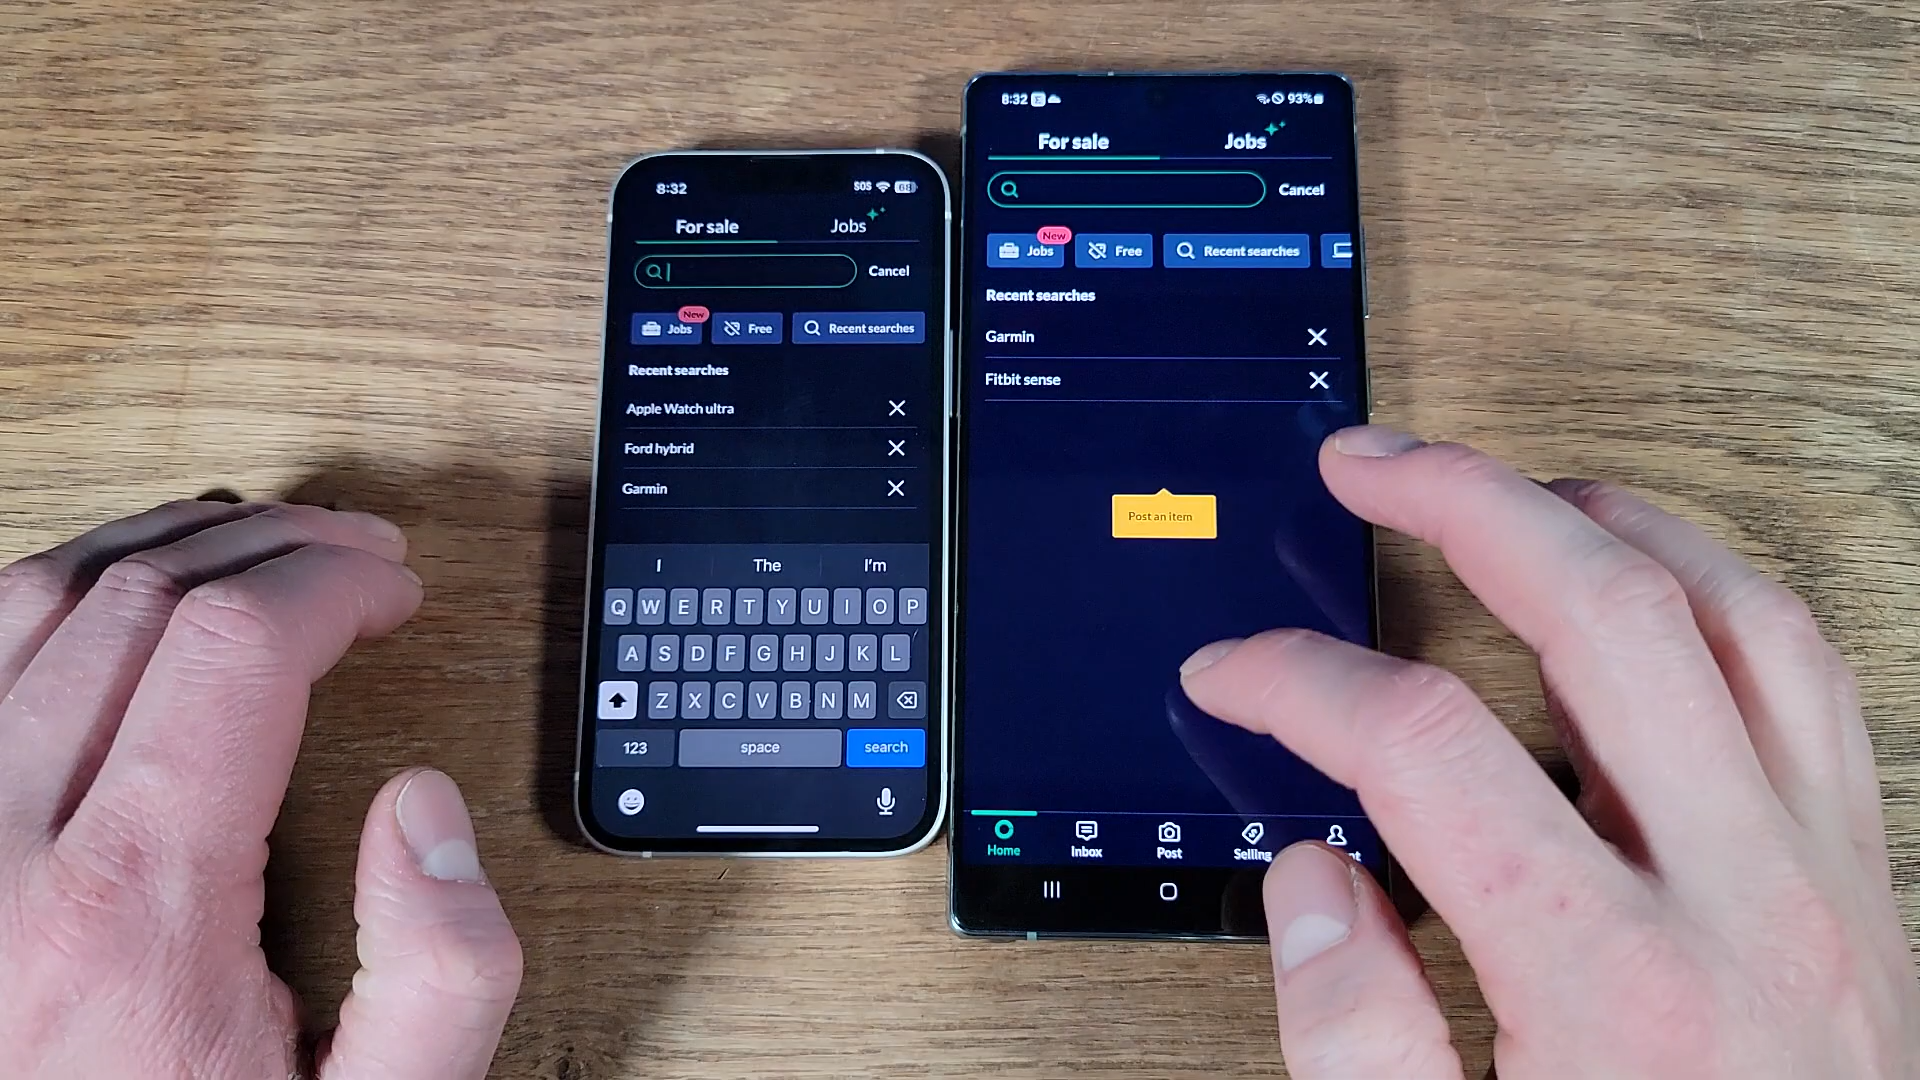 8:32
SOS 68
For sale
Jobs
Cancel
New
Jobs
Free
Recent searches
Recent searches
Apple Watch ultra
Ford hybrid
Garmin
I
The
I'm
Q W E R T Y U I O P
A S D F G H J K L
Z X C V B N M
123
space
search
8:32
93%
For sale
Jobs
Cancel
New
Jobs
Free
Recent searches
Recent searches
Garmin
Fitbit sense
Post an item
Home
Inbox
Post
Selling